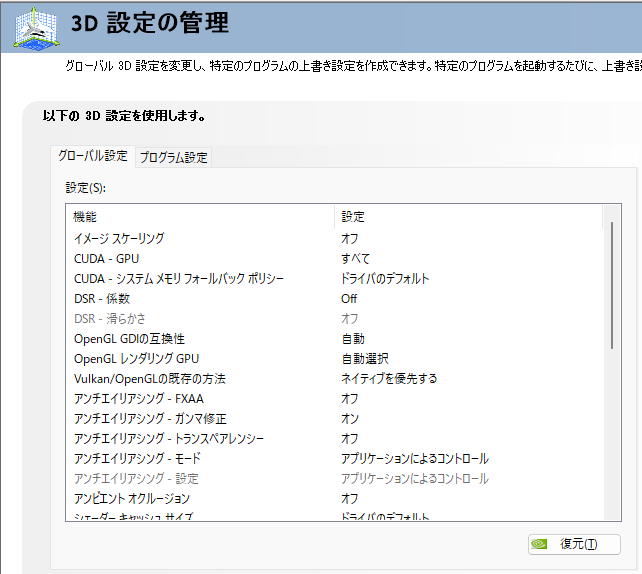 3D 設定の管理
グローバル 3D 設定を変更し、特定のプログラムの上書き設定を作成できます。特定のプログラムを起動するたびに、上書き
以下の 3D 設定を使用します。
グローバル設定 プログラム設定
設定(S):
機能 設定
イメージ スケーリング オフ
CUDA - GPU すべて
CUDA - システム メモリ フォールバック ポリシー ドライバのデフォルト
DSR - 係数 Off
DSR - 滑らかさ オフ
OpenGL GDIの互換性 自動
OpenGL レンダリング GPU 自動選択
Vulkan/OpenGLの既存の方法 ネイティブを優先する
アンチエイリアシング - FXAA オフ
アンチエイリアシング - ガンマ修正 オン
アンチエイリアシング - トランスペアレンシー オフ
アンチエイリアシング - モード アプリケーションによるコントロール
アンチエイリアシング - 設定 アプリケーションによるコントロール
アンビエント オクルージョン オフ
シェーダー キャッシュ サイズ ドライバのデフォルト
復元(T)